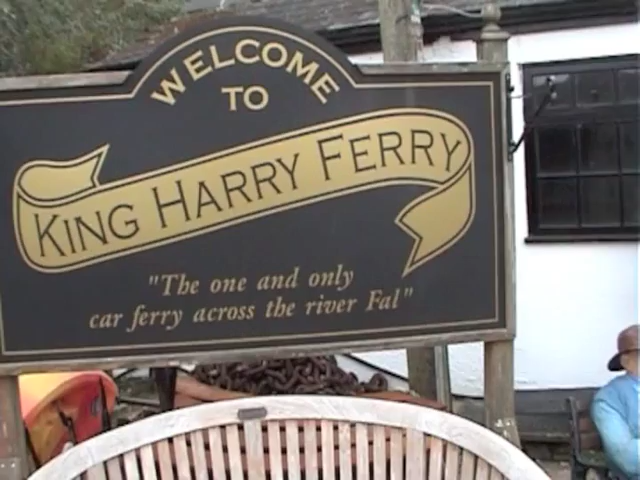 WELCOME
TO
KING HARRY FERRY
"The one and only
car ferry across the river Fal"